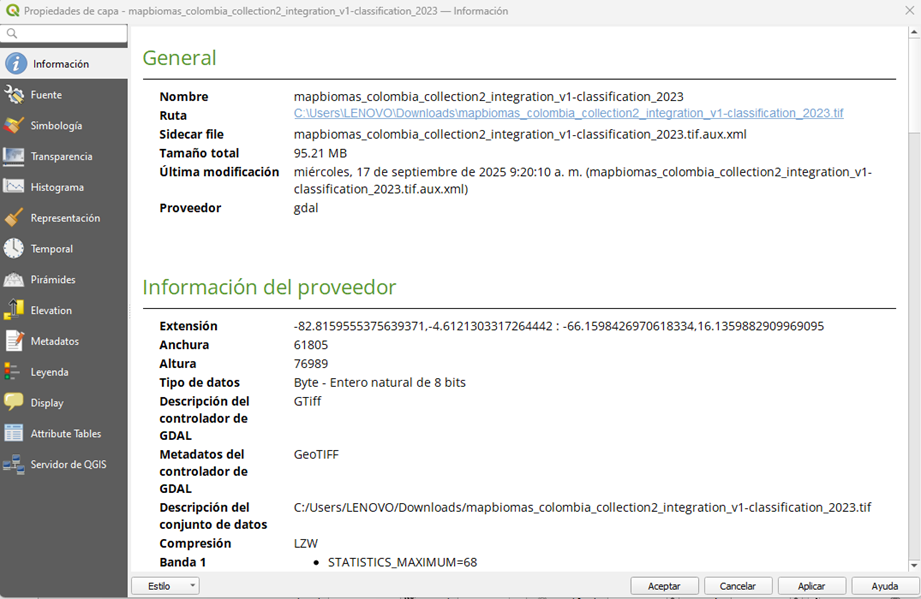 Propiedades de capa - mapbiomas_colombia_collection2_integration_v1-classification_2023 — Información
Información
Fuente
Simbología
Transparencia
Histograma
Representación
Temporal
Pirámides
Elevation
Metadatos
Leyenda
Display
Attribute Tables
Servidor de QGIS
General
Nombre mapbiomas_colombia_collection2_integration_v1-classification_2023
Ruta C:\Users\LENOVO\Downloads\mapbiomas_colombia_collection2_integration_v1-classification_2023.tif
Sidecar file mapbiomas_colombia_collection2_integration_v1-classification_2023.tif.aux.xml
Tamaño total 95.21 MB
Última modificación miércoles, 17 de septiembre de 2025 9:20:10 a. m. (mapbiomas_colombia_collection2_integration_v1-
classification_2023.tif.aux.xml)
Proveedor gdal
Información del proveedor
Extensión -82.8159555375639371,-4.6121303317264442 : -66.1598426970618334,16.1359882909969095
Anchura 61805
Altura 76989
Tipo de datos Byte - Entero natural de 8 bits
Descripción del GTiff
controlador de
GDAL
Metadatos del GeoTIFF
controlador de
GDAL
Descripción del C:/Users/LENOVO/Downloads/mapbiomas_colombia_collection2_integration_v1-classification_2023.tif
conjunto de datos
Compresión LZW
Banda 1 • STATISTICS_MAXIMUM=68
Estilo Aceptar Cancelar Aplicar Ayuda